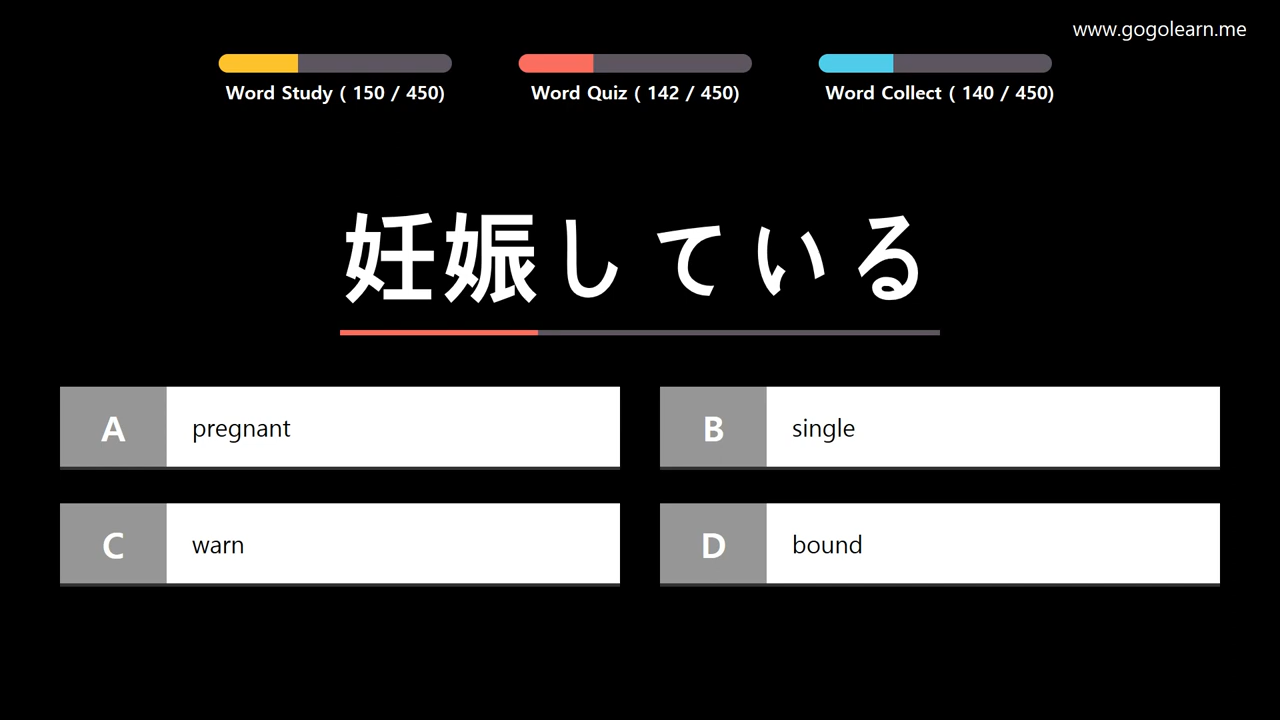 www.gogolearn.me
Word Study ( 150 / 450)
Word Quiz ( 142 / 450)
Word Collect ( 140 / 450)
妊娠している
A pregnant
B single
C warn
D bound